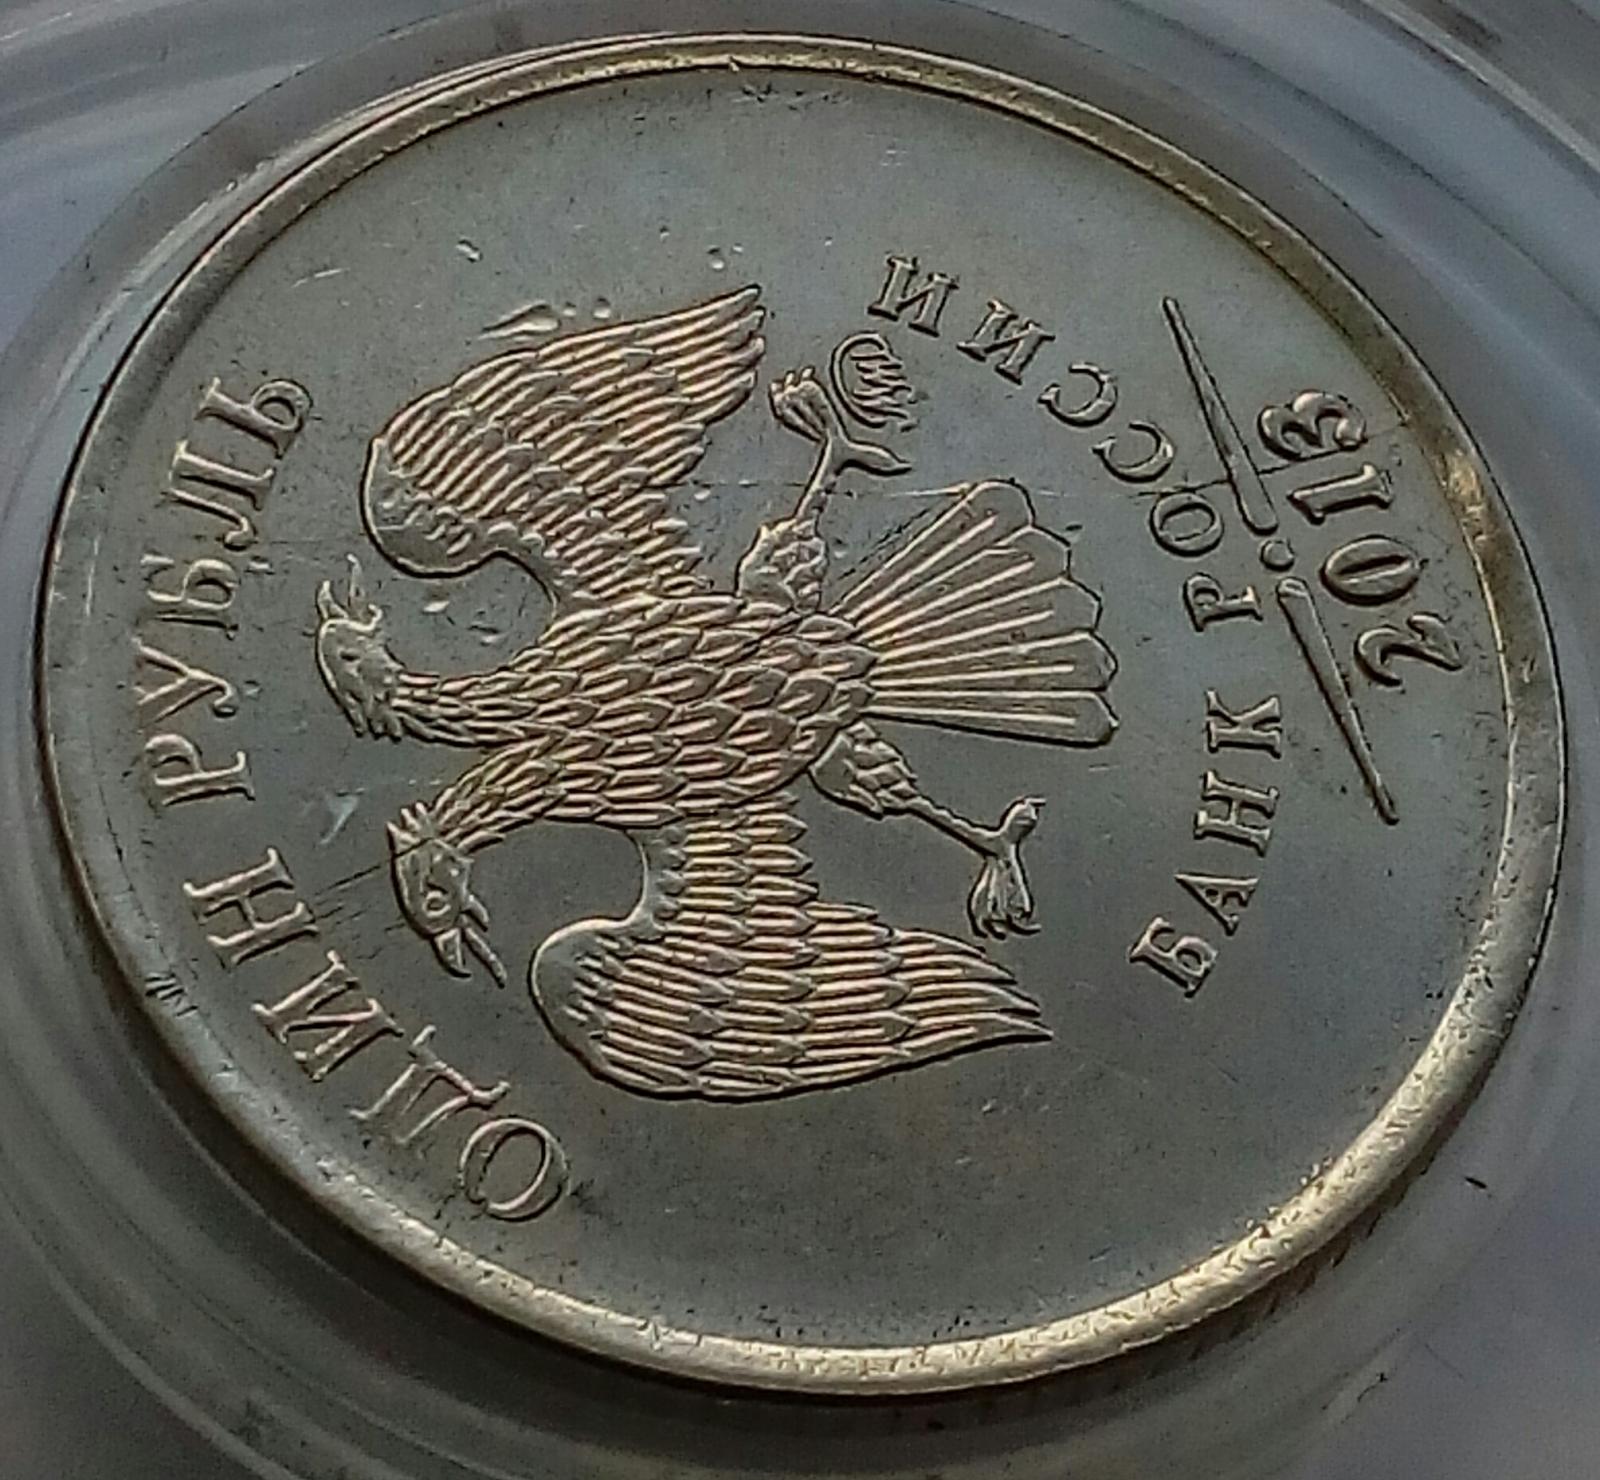 ОДИН РУБЛЬ
БАНК РОССИИ
2013